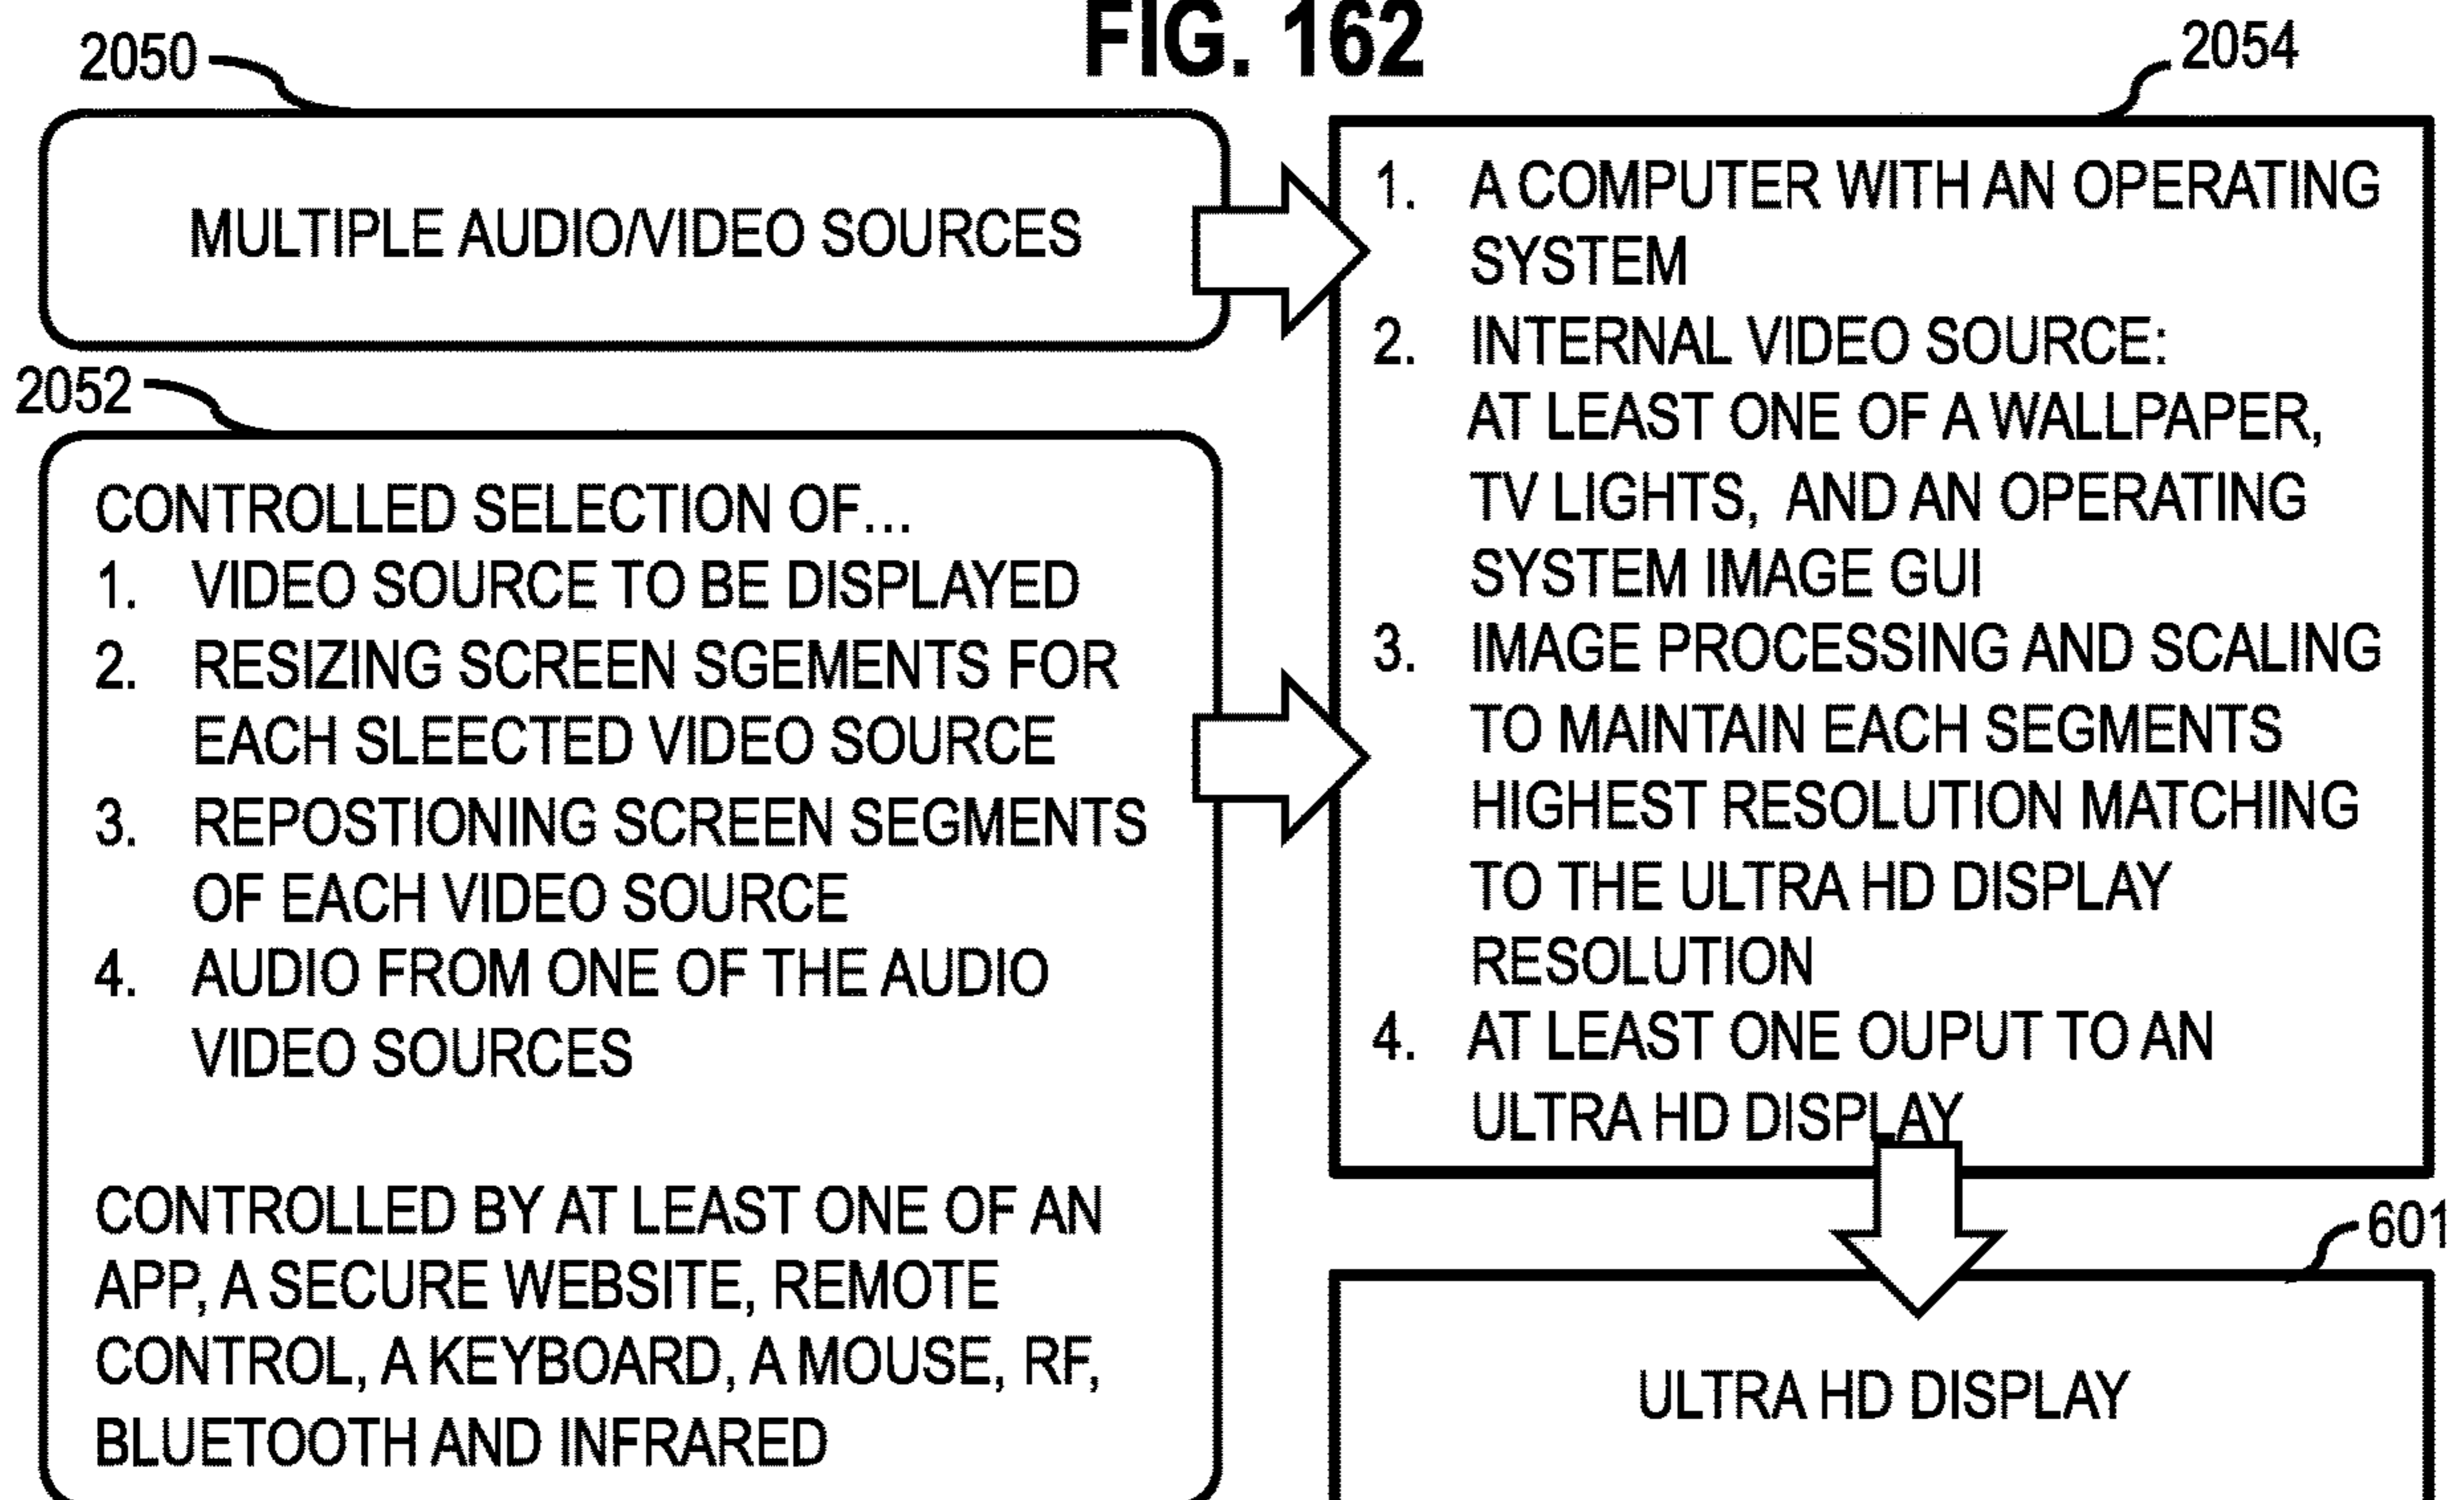 FIG. 162
2050
MULTIPLE AUDIO/VIDEO SOURCES
2052
CONTROLLED SELECTION OF...
1. VIDEO SOURCE TO BE DISPLAYED
2. RESIZING SCREEN SGEMENTS FOR
EACH SLEECTED VIDEO SOURCE
3. REPOSTIONING SCREEN SEGMENTS
OF EACH VIDEO SOURCE
4. AUDIO FROM ONE OF THE AUDIO
VIDEO SOURCES
CONTROLLED BY AT LEAST ONE OF AN
APP, A SECURE WEBSITE, REMOTE
CONTROL, A KEYBOARD, A MOUSE, RF,
BLUETOOTH AND INFRARED
2054
1. A COMPUTER WITH AN OPERATING
SYSTEM
2. INTERNAL VIDEO SOURCE:
AT LEAST ONE OF A WALLPAPER,
TV LIGHTS, AND AN OPERATING
SYSTEM IMAGE GUI
3. IMAGE PROCESSING AND SCALING
TO MAINTAIN EACH SEGMENTS
HIGHEST RESOLUTION MATCHING
TO THE ULTRA HD DISPLAY
RESOLUTION
4. AT LEAST ONE OUPUT TO AN
ULTRA HD DISPLAY
601
ULTRA HD DISPLAY